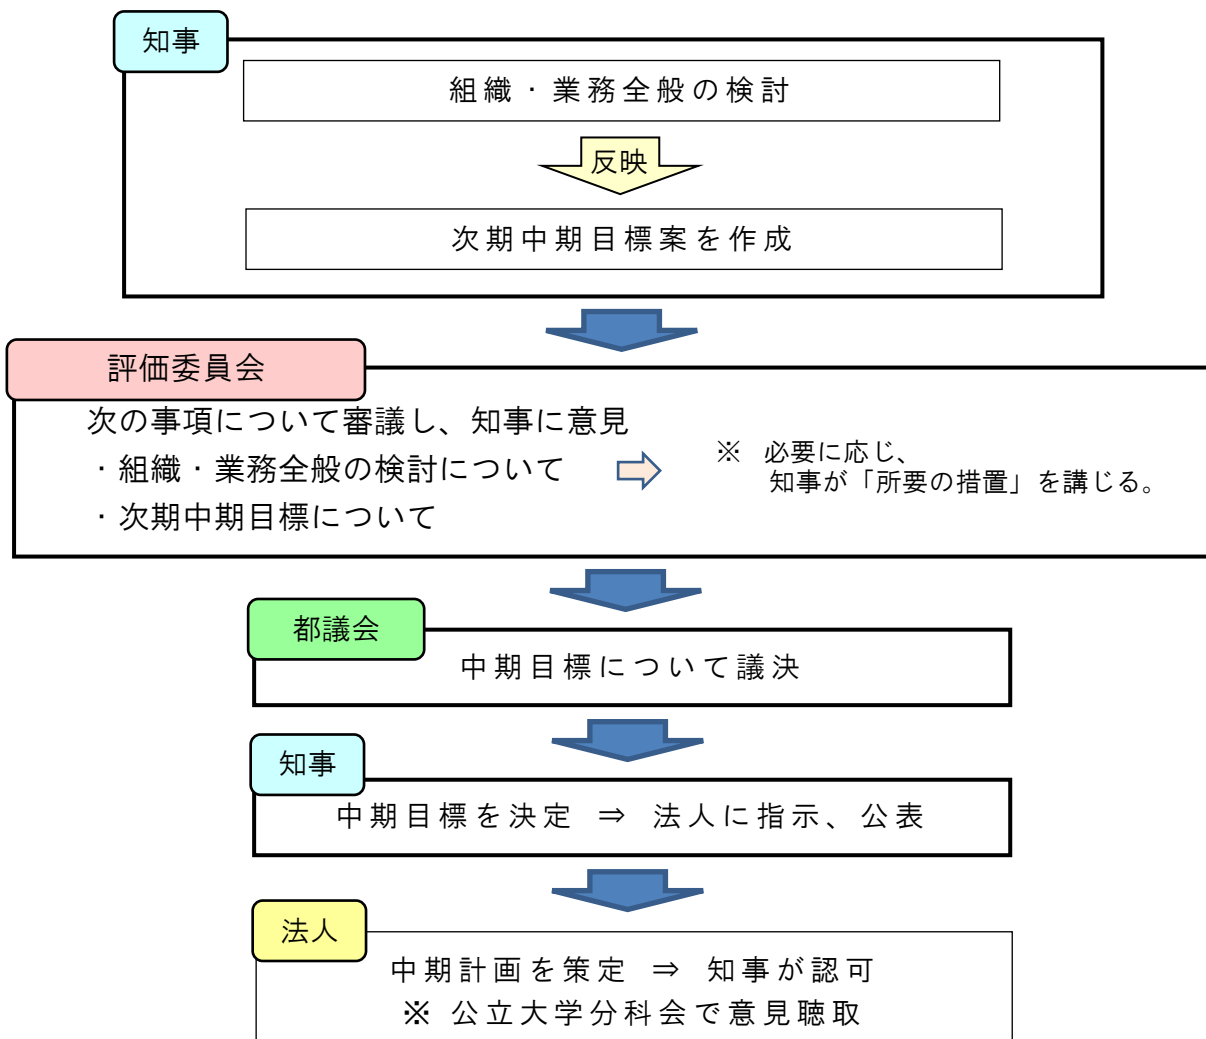 知事
組織・業務全般の検討
反映
次期中期目標案を作成
評価委員会
次の事項について審議し、知事に意見
・組織・業務全般の検討について
・次期中期目標について
※ 必要に応じ、
知事が「所要の措置」を講じる。
都議会
中期目標について議決
知事
中期目標を決定 ⇒ 法人に指示、公表
法人
中期計画を策定 ⇒ 知事が認可
※ 公立大学分科会で意見聴取